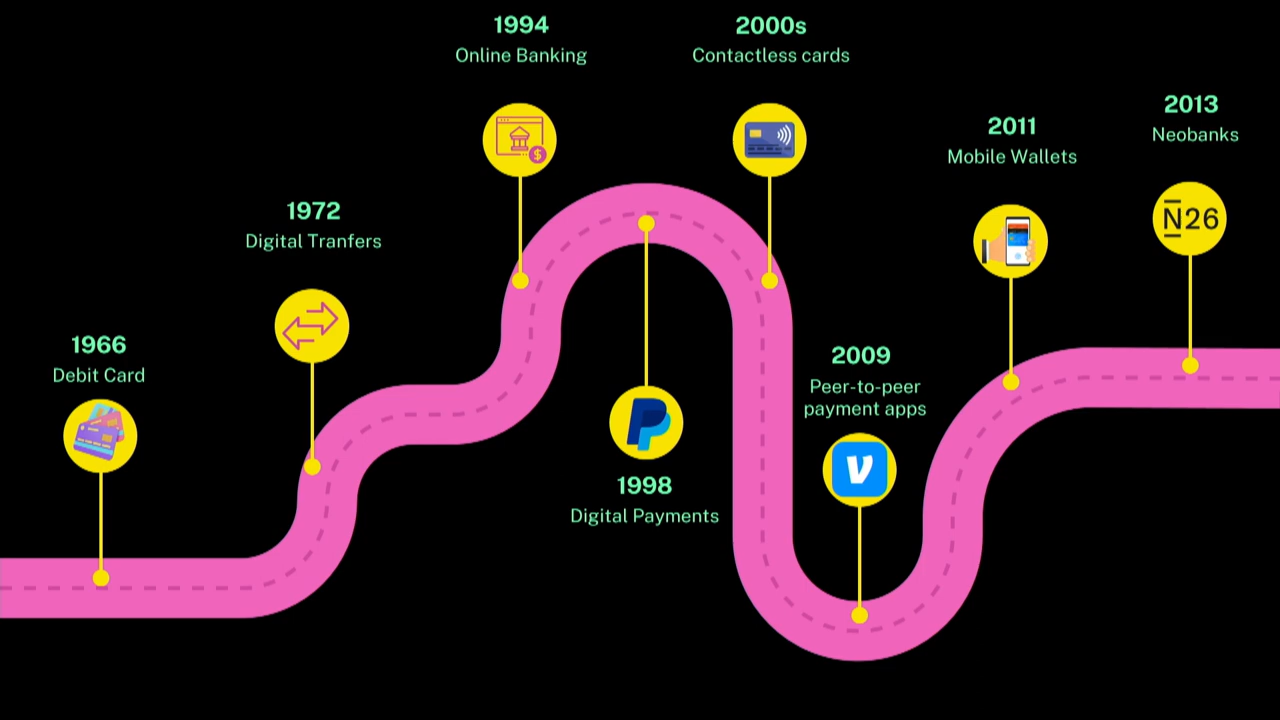 1966
Debit Card
1972
Digital Tranfers
1994
Online Banking
1998
Digital Payments
2000s
Contactless cards
2009
Peer-to-peer
payment apps
2011
Mobile Wallets
2013
Neobanks
N26